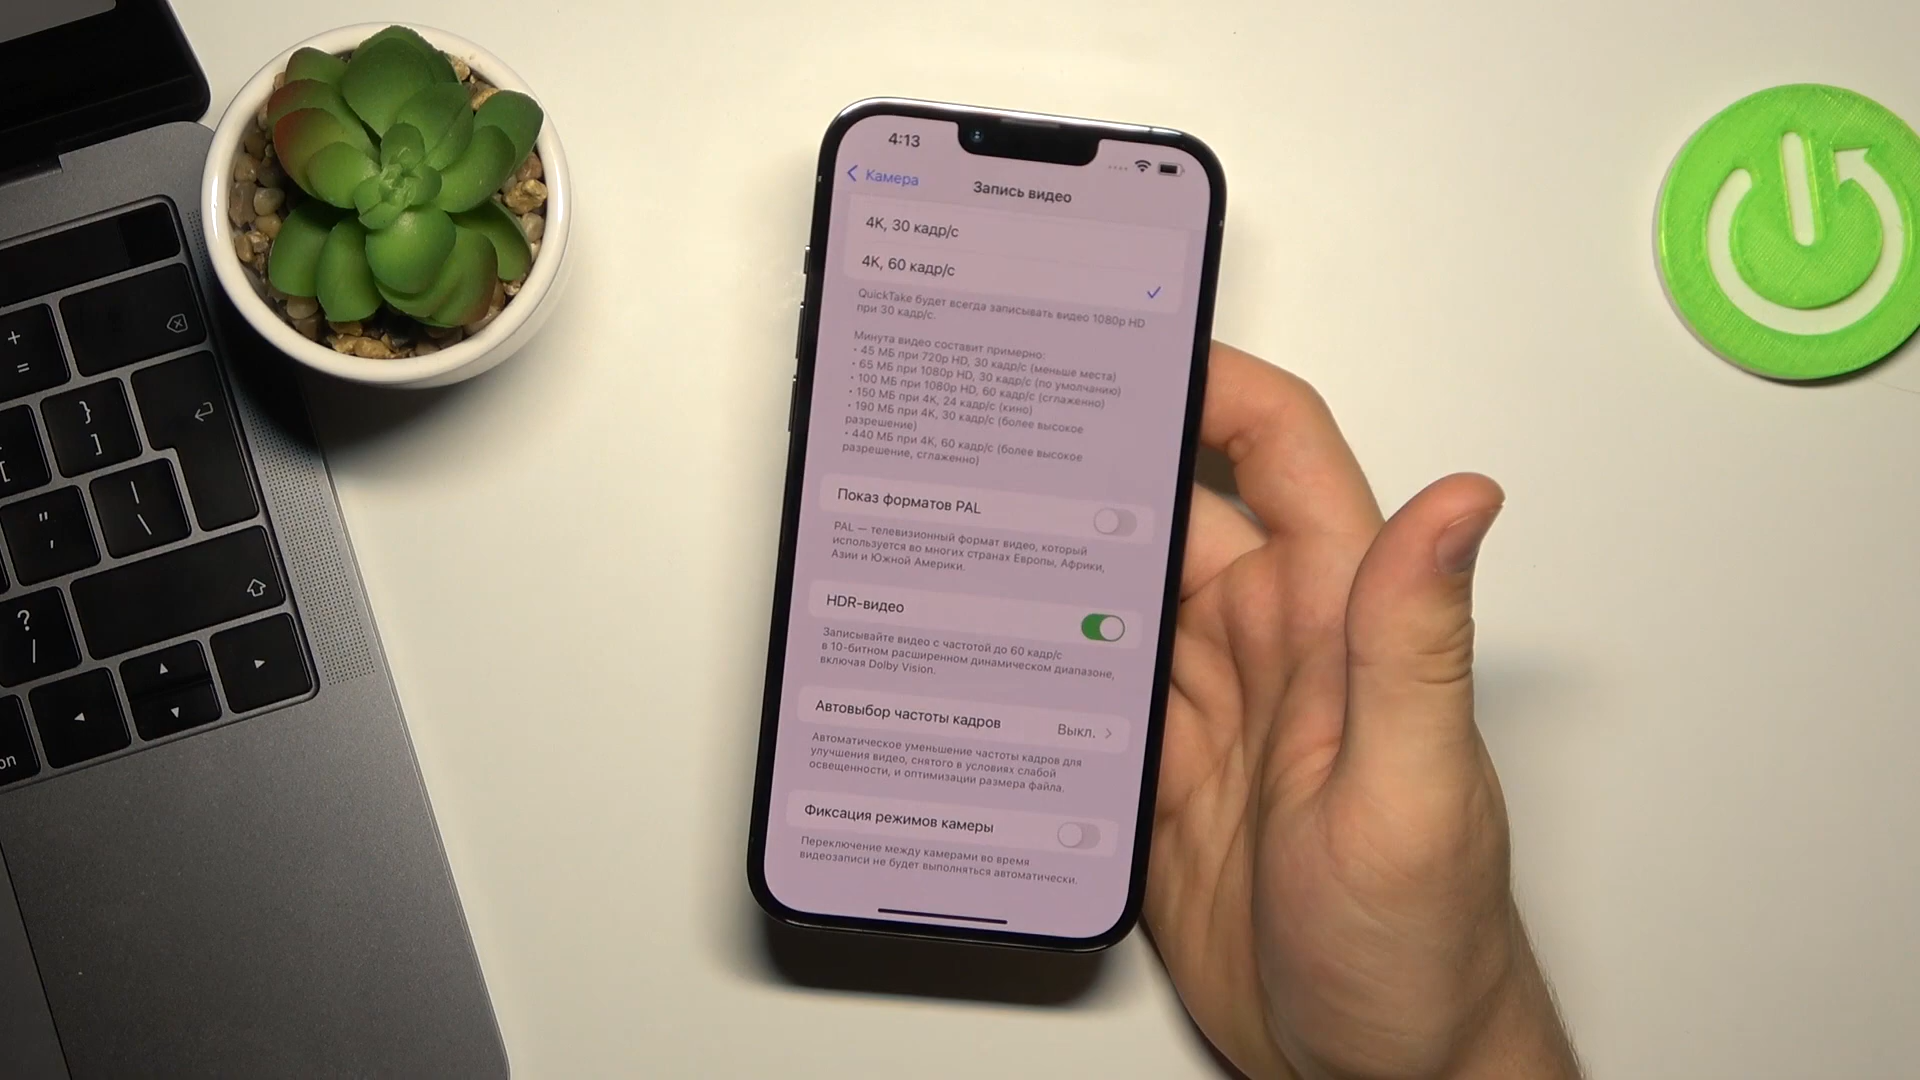 4:13
Камера
Запись видео
4K, 30 кадр/с
4K, 60 кадр/с
QuickTake будет всегда записывать видео 1080p HD
при 30 кадр/с.
Минута видео составит примерно:
• 45 МБ при 720p HD, 30 кадр/с (меньше места)
• 65 МБ при 1080p HD, 30 кадр/с (по умолчанию)
• 100 МБ при 1080p HD, 60 кадр/с (сглаженно)
• 150 МБ при 4K, 24 кадр/с (кино)
• 190 МБ при 4K, 30 кадр/с (более высокое
разрешение)
• 440 МБ при 4K, 60 кадр/с (более высокое
разрешение, сглаженно)
Показ форматов PAL
PAL — телевизионный формат видео, который
используется во многих странах Европы, Африки,
Азии и Южной Америки.
HDR-видео
Записывайте видео с частотой до 60 кадр/с
в 10-битном расширенном динамическом диапазоне,
включая Dolby Vision.
Автовыбор частоты кадров Выкл.
Автоматическое уменьшение частоты кадров для
улучшения видео, снятого в условиях слабой
освещенности, и оптимизации размера файла.
Фиксация режимов камеры
Переключение между камерами во время
видеозаписи не будет выполняться автоматически.
+
=
}
]
[
|
\
"
,
?
/
on